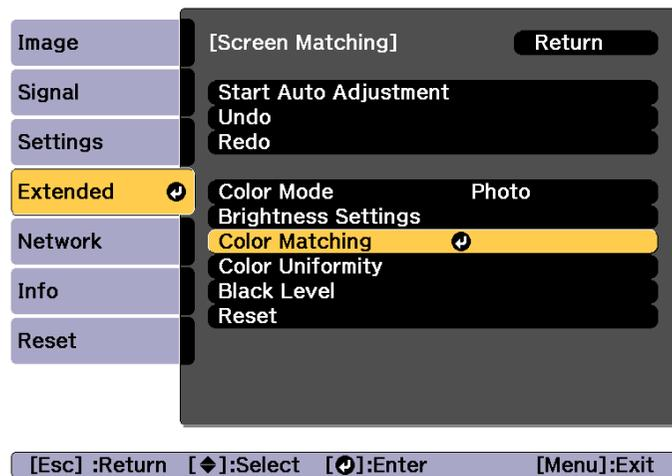 Image
Signal
Settings
Extended
Network
Info
Reset
[Screen Matching] Return
Start Auto Adjustment
Undo
Redo
Color Mode Photo
Brightness Settings
Color Matching
Color Uniformity
Black Level
Reset
[Esc] :Return [◆]:Select [↵]:Enter [Menu]:Exit